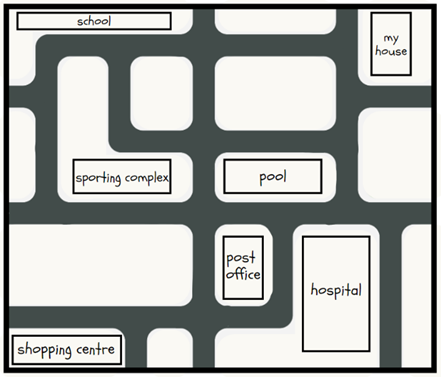 school
my
house
sporting complex
pool
post
office
hospital
shopping centre